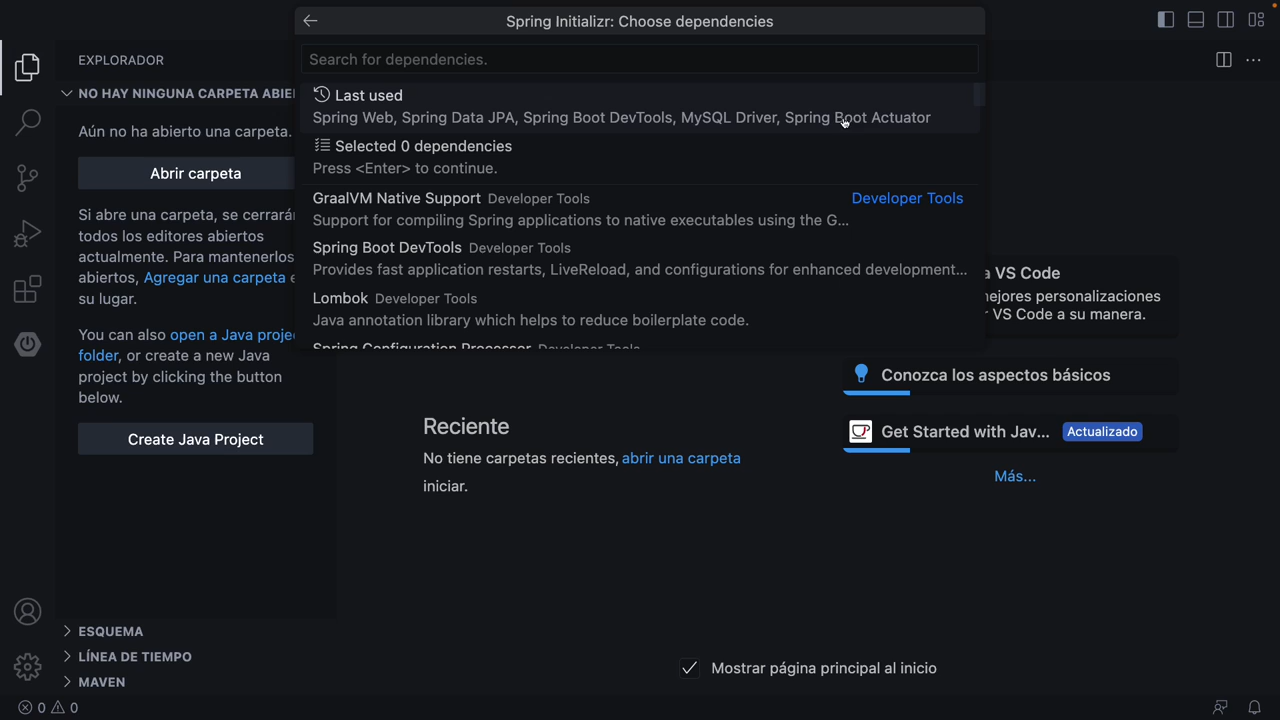 Spring Initializr: Choose dependencies
Search for dependencies.
Last used
Spring Web, Spring Data JPA, Spring Boot DevTools, MySQL Driver, Spring Boot Actuator
Selected 0 dependencies
Press <Enter> to continue.
GraalVM Native Support Developer Tools Developer Tools
Support for compiling Spring applications to native executables using the G...
Spring Boot DevTools Developer Tools
Provides fast application restarts, LiveReload, and configurations for enhanced development...
Lombok Developer Tools
Java annotation library which helps to reduce boilerplate code.
Spring Configuration Processor Developer Tools
EXPLORADOR
NO HAY NINGUNA CARPETA ABIE
Aún no ha abierto una carpeta.
Abrir carpeta
Si abre una carpeta, se cerrará
todos los editores abiertos
actualmente. Para mantenerlos
abiertos, Agregar una carpeta e
su lugar.
You can also open a Java proje
folder, or create a new Java
project by clicking the button
below.
Create Java Project
ESQUEMA
LÍNEA DE TIEMPO
MAVEN
0 0
Reciente
No tiene carpetas recientes, abrir una carpeta
iniciar.
a VS Code
ejores personalizaciones
VS Code a su manera.
Conozca los aspectos básicos
Get Started with Jav... Actualizado
Más...
Mostrar página principal al inicio